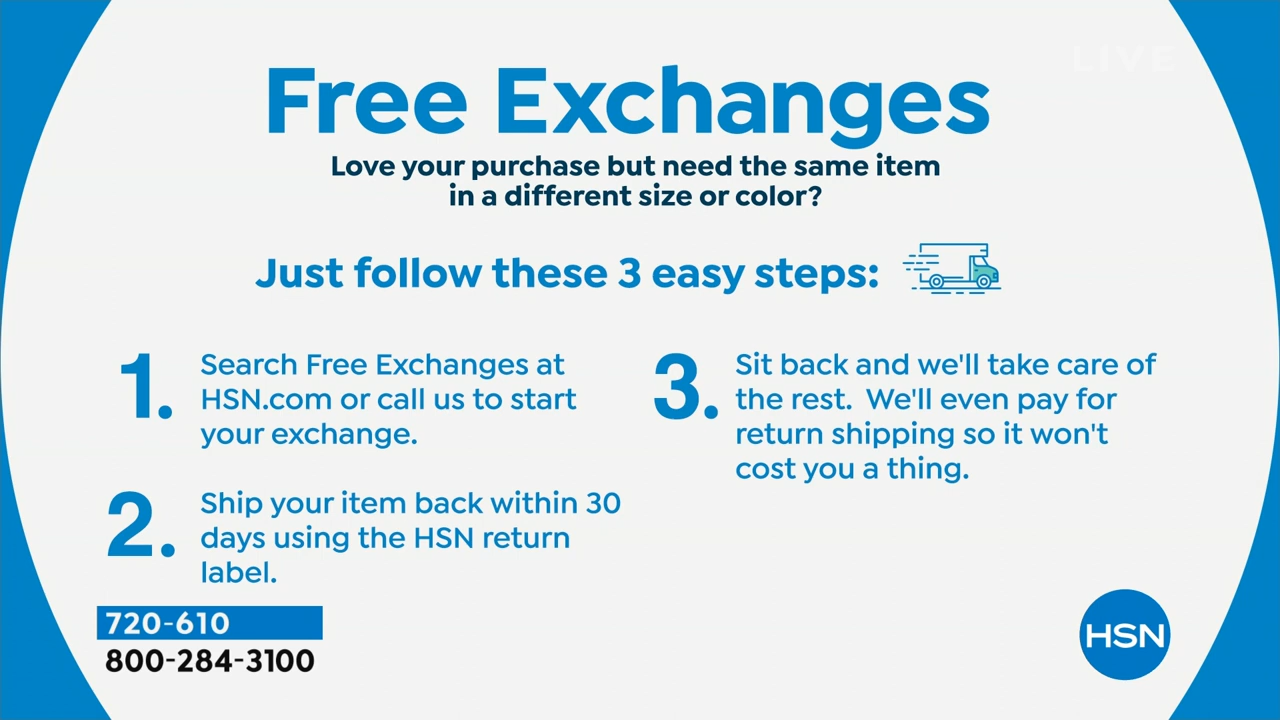 LIVE
Free Exchanges
Love your purchase but need the same item
in a different size or color?
Just follow these 3 easy steps:
1. Search Free Exchanges at
HSN.com or call us to start
your exchange.
2. Ship your item back within 30
days using the HSN return
label.
3. Sit back and we'll take care of
the rest. We'll even pay for
return shipping so it won't
cost you a thing.
720-610
800-284-3100
HSN